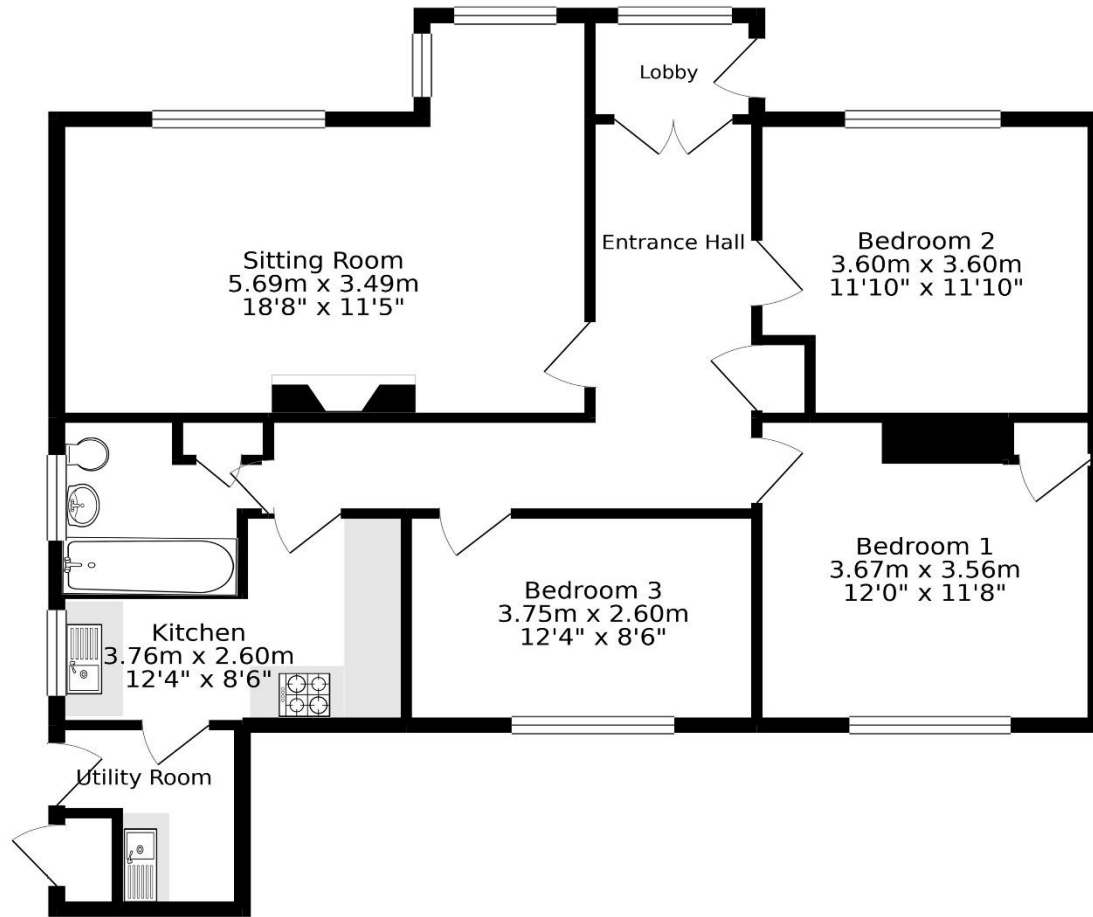 Lobby
Entrance Hall
Bedroom 2
3.60m x 3.60m
11'10" x 11'10"
Sitting Room
5.69m x 3.49m
18'8" x 11'5"
Bedroom 1
3.67m x 3.56m
12'0" x 11'8"
Bedroom 3
3.75m x 2.60m
12'4" x 8'6"
Kitchen
3.76m x 2.60m
12'4" x 8'6"
Utility Room